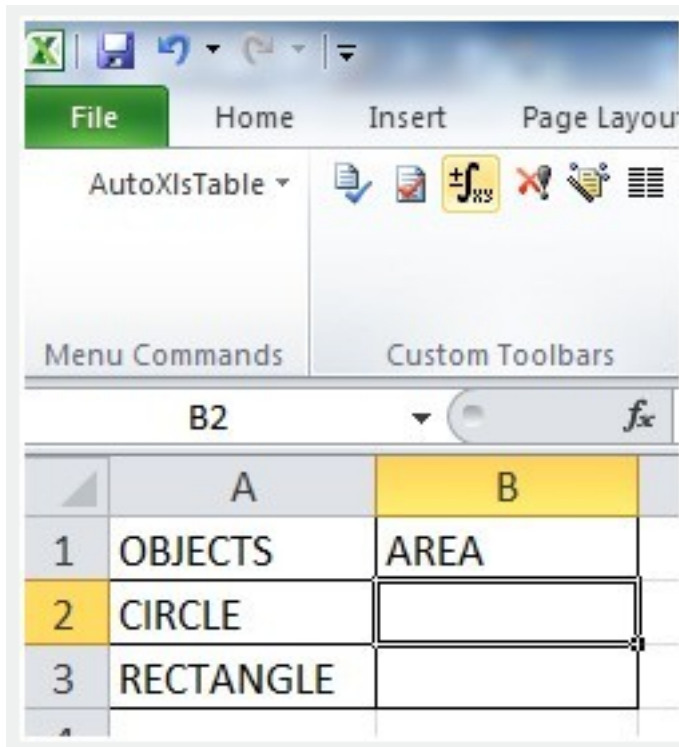 File Home Insert Page Layou
AutoXlsTable
Menu Commands Custom Toolbars
B2 fx
A B
1 OBJECTS AREA
2 CIRCLE
3 RECTANGLE